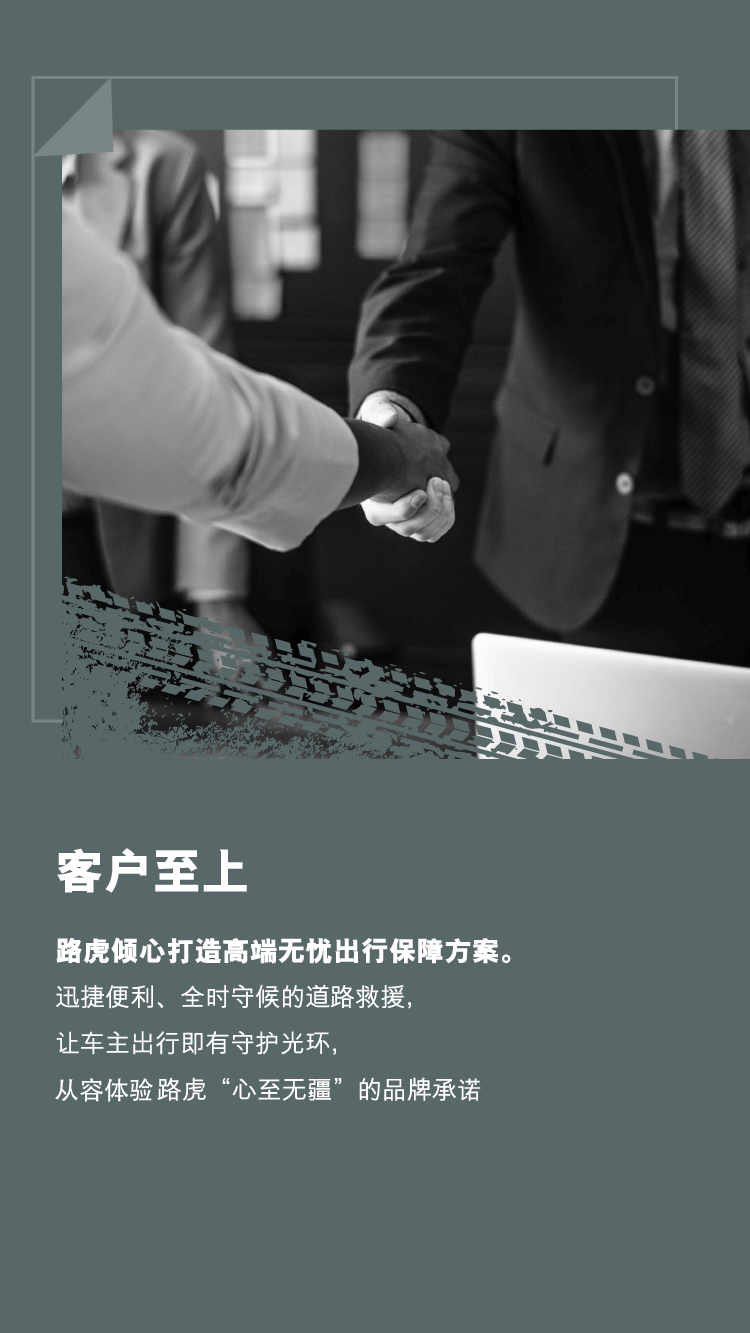 客户至上
路虎倾心打造高端无忧出行保障方案。
迅捷便利、全时守候的道路救援,
让车主出行即有守护光环,
从容体验路虎“心至无疆”的品牌承诺